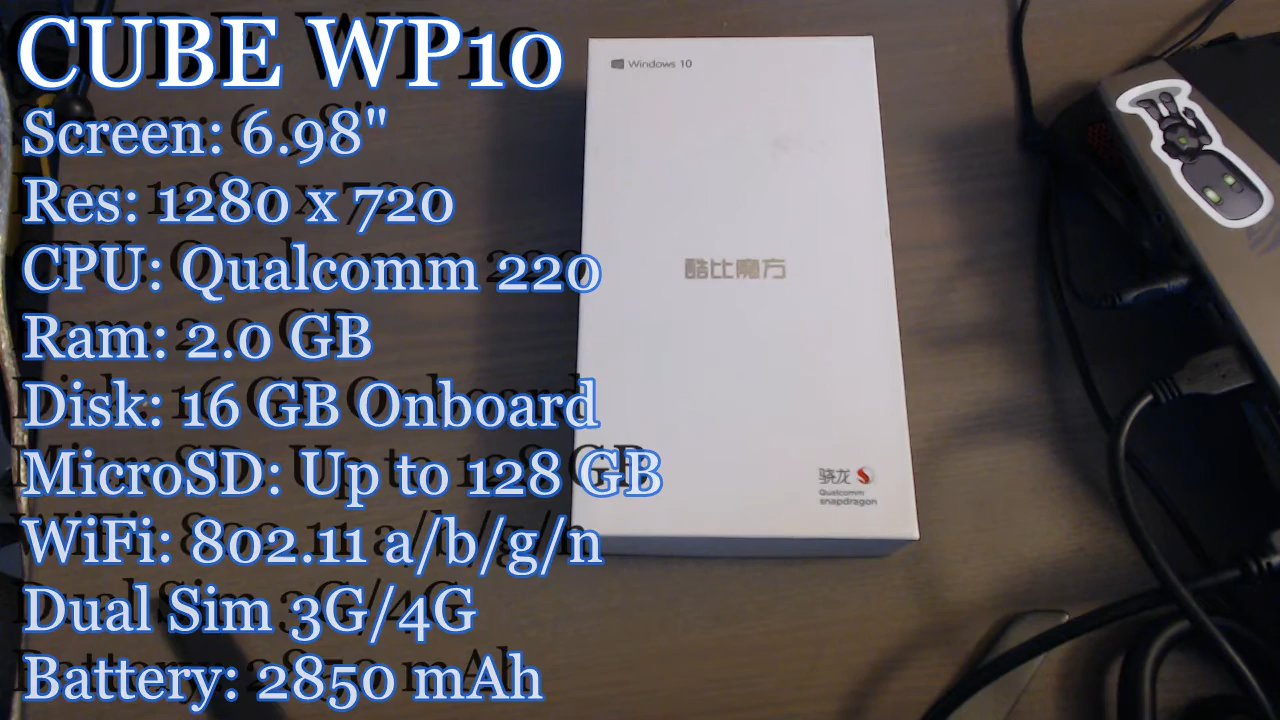 CUBE WP10
Screen: 6.98"
Res: 1280 x 720
CPU: Qualcomm 220
Ram: 2.0 GB
Disk: 16 GB Onboard
MicroSD: Up to 128 GB
WiFi: 802.11 a/b/g/n
Dual Sim 3G/4G
Battery: 2850 mAh
Windows 10
酷比魔方
骁龙
Qualcomm
snapdragon